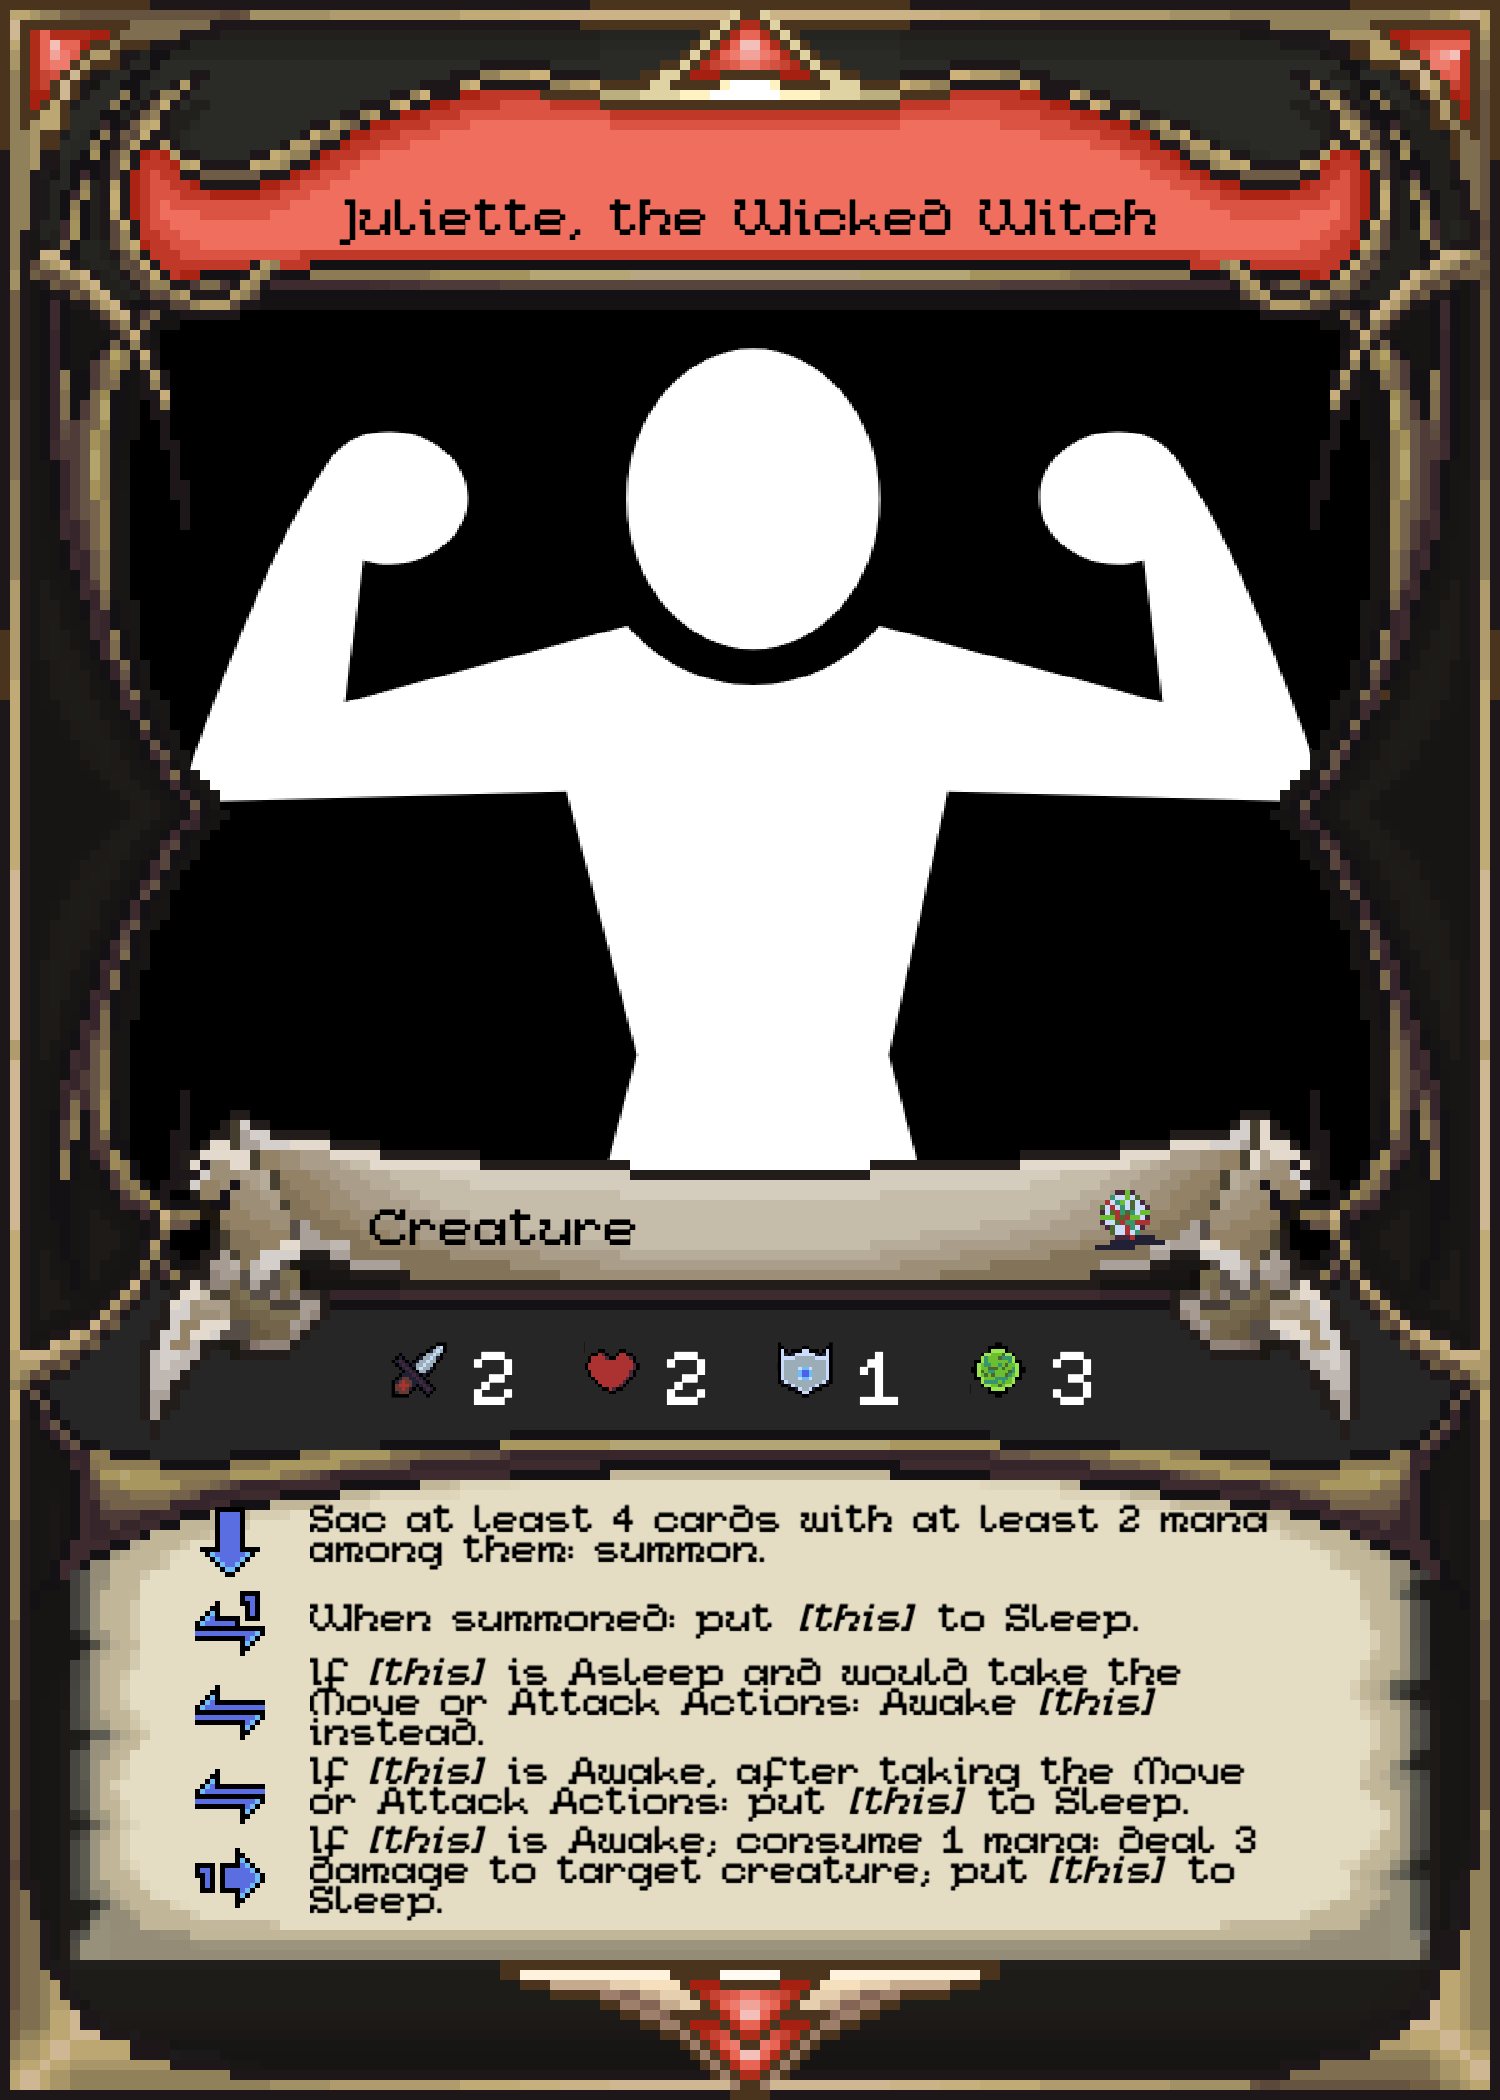 Juliette, the Wicked Witch
Creature
2 2 1 3
Sac at least 4 cards with at least 2 mana
among them: summon.
1
When summoned: put [this] to Sleep.
If [this] is Asleep and would take the
Move or Attack Actions: Awake [this]
instead.
If [this] is Awake, after taking the Move
or Attack Actions: put [this] to Sleep.
If [this] is Awake; consume 1 mana: deal 3
1
damage to target creature; put [this] to
Sleep.